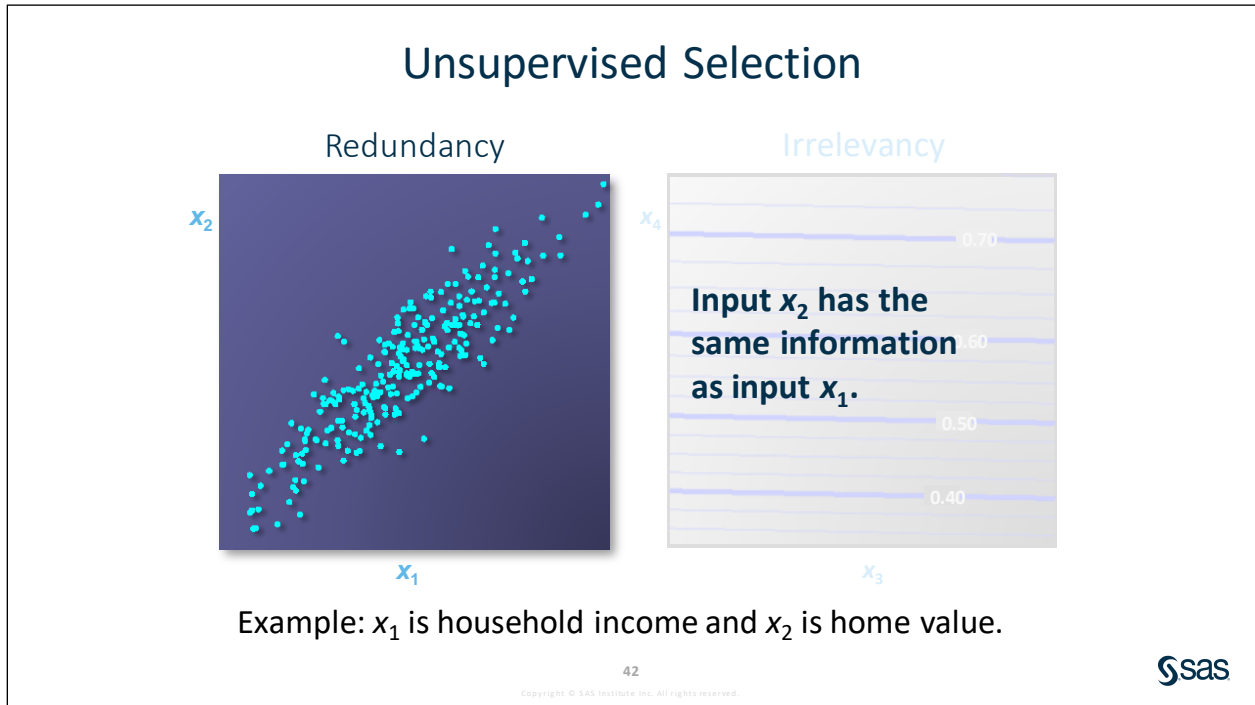 Unsupervised Selection
Redundancy
Irrelevancy
x₂
x₄
0.70
Input x₂ has the
same information
as input x₁.
0.60
0.50
0.40
x₁
x₃
Example: x₁ is household income and x₂ is home value.
42
Copyright © SAS Institute Inc. All rights reserved.
sas